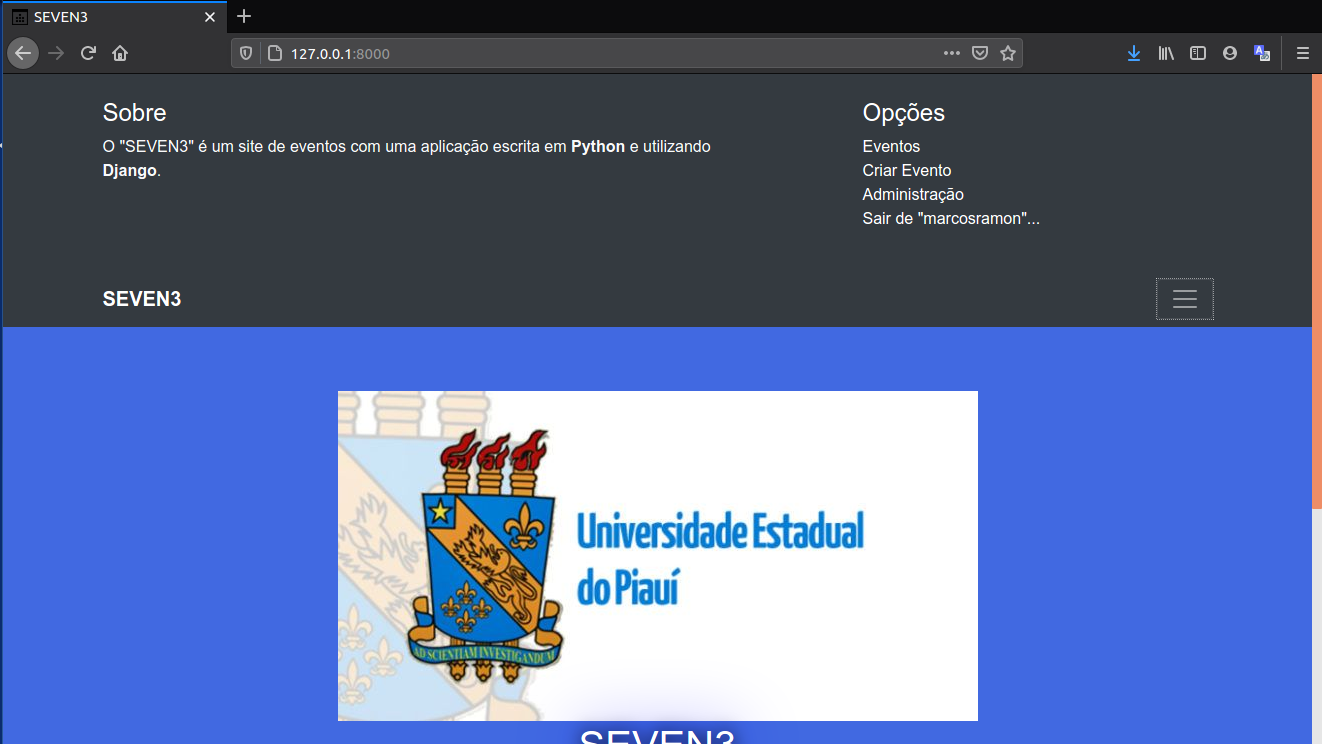 SEVEN3
127.0.0.1:8000
Sobre
O "SEVEN3" é um site de eventos com uma aplicação escrita em Python e utilizando
Django.
Opções
Eventos
Criar Evento
Administração
Sair de "marcosramon"...
SEVEN3
Universidade Estadual
do Piauí
AD SCIENTIAM INVESTIGANDUM
SEVEN3